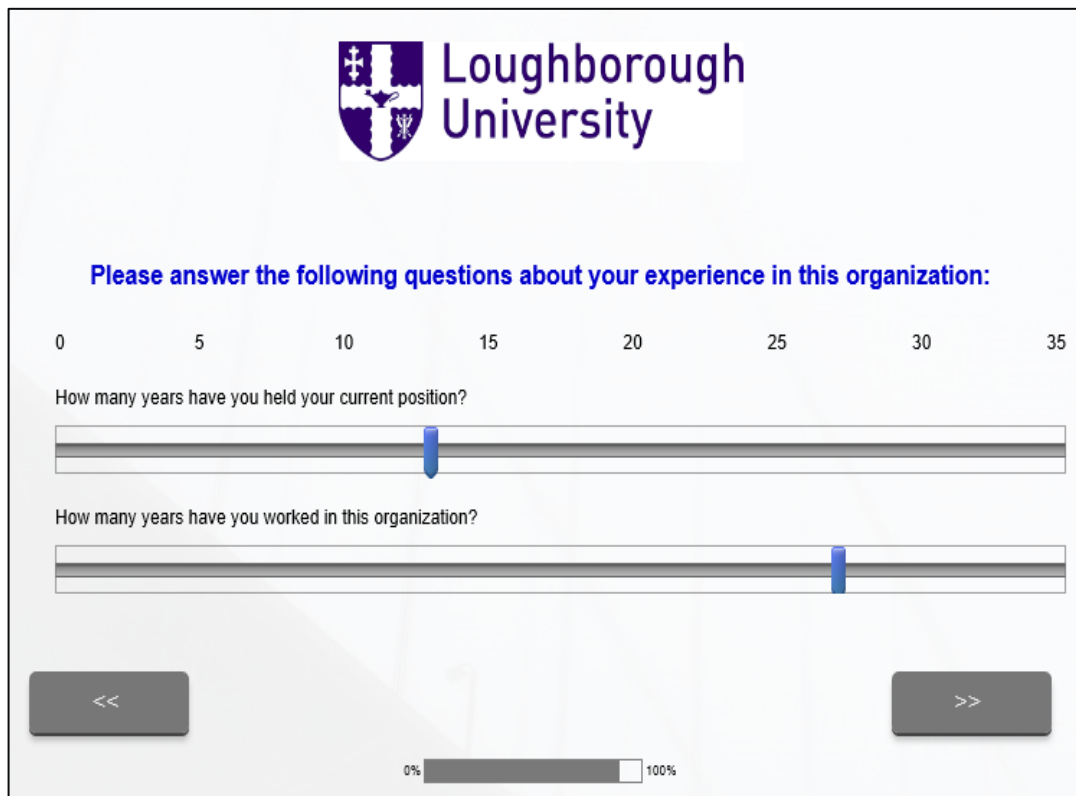 Loughborough
University
Please answer the following questions about your experience in this organization:
0 5 10 15 20 25 30 35
How many years have you held your current position?
How many years have you worked in this organization?
<< >>
0% 100%